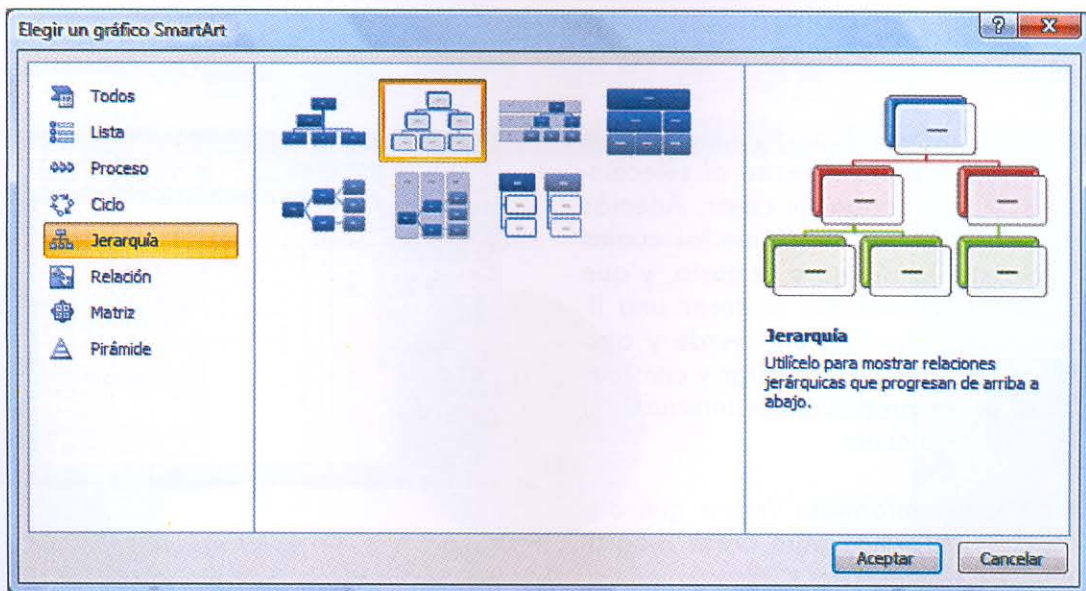 Elegir un gráfico SmartArt
Todos
Lista
Proceso
Ciclo
Jerarquía
Relación
Matriz
Pirámide
Jerarquía
Utilícelo para mostrar relaciones
jerárquicas que progresan de arriba a
abajo.
Aceptar
Cancelar